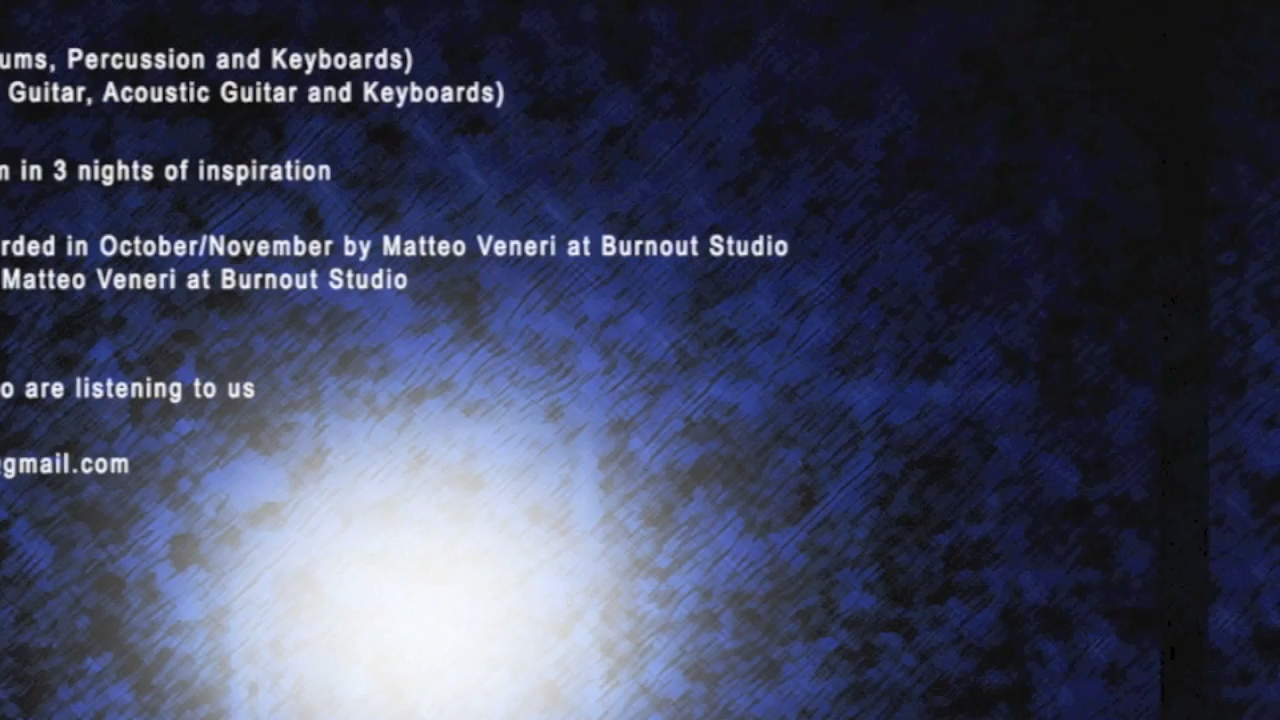 ums, Percussion and Keyboards)
Guitar, Acoustic Guitar and Keyboards)
n in 3 nights of inspiration
rded in October/November by Matteo Veneri at Burnout Studio
Matteo Veneri at Burnout Studio
o are listening to us
@gmail.com